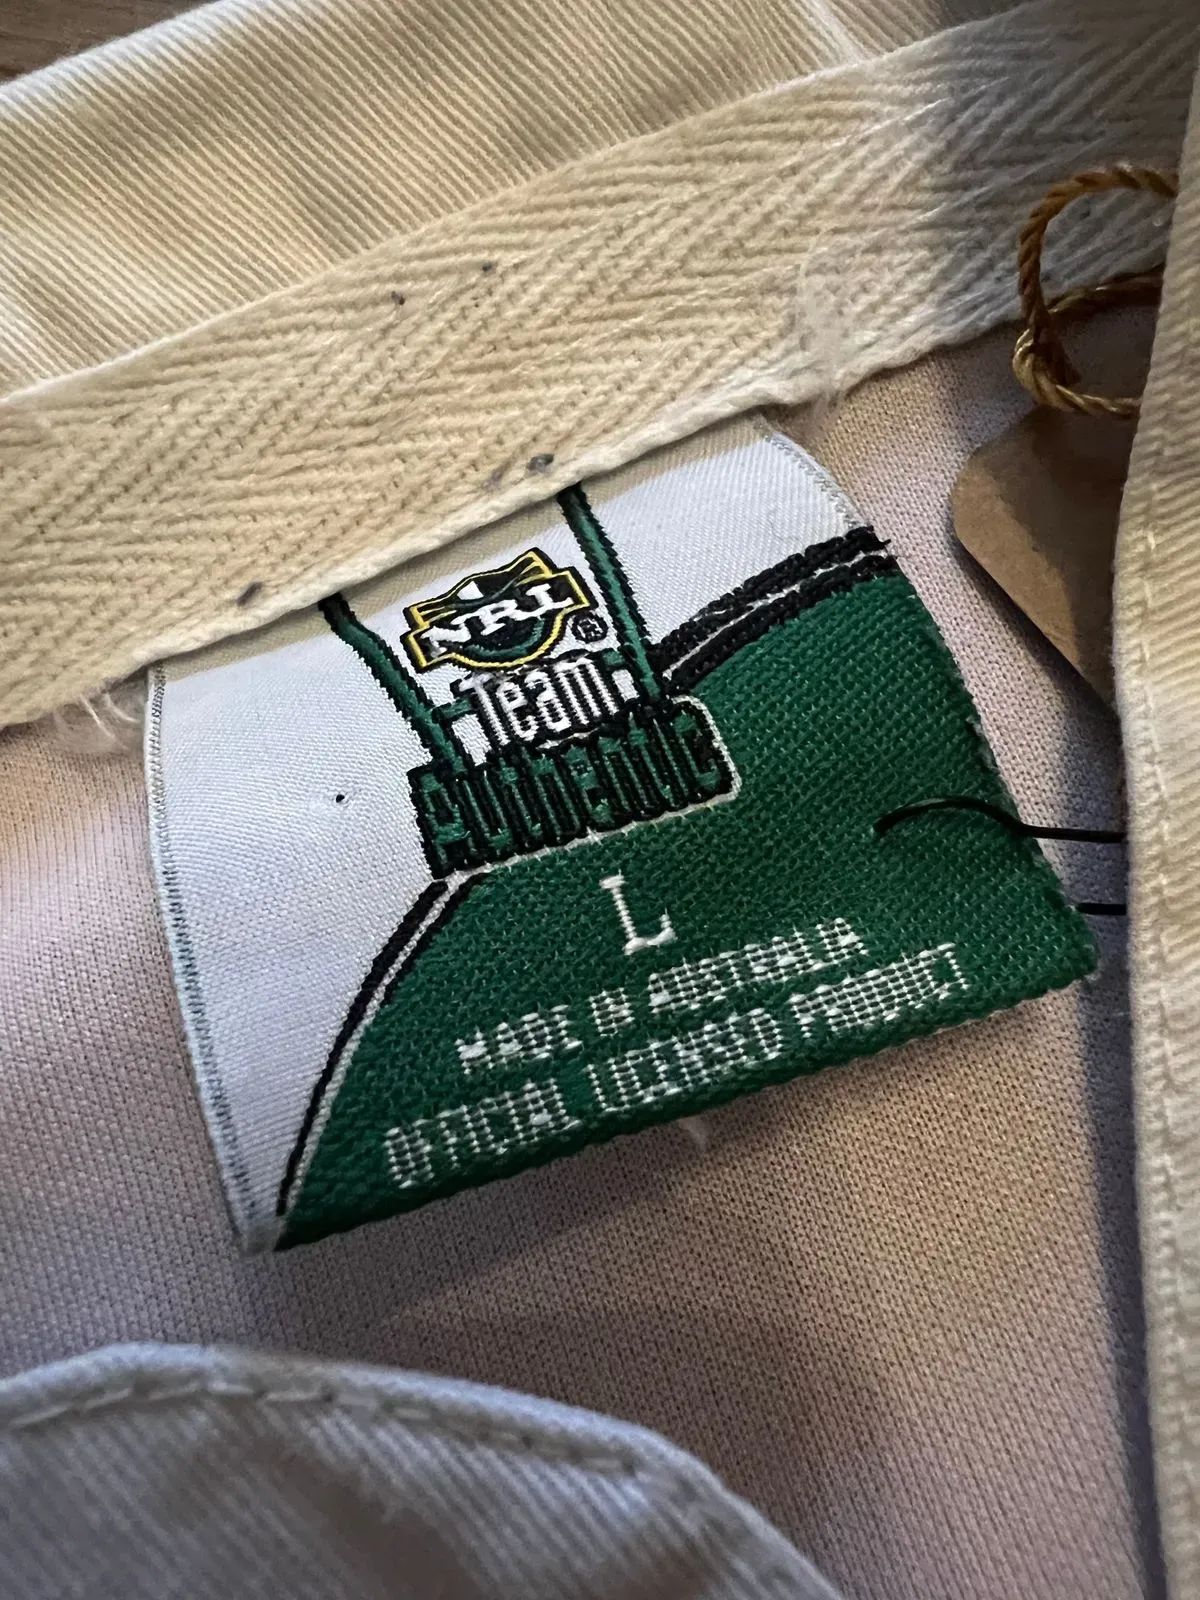 NRL ®
Team
Authentic
L
MADE IN AUSTRALIA
OFFICIAL LICENSED PRODUCT